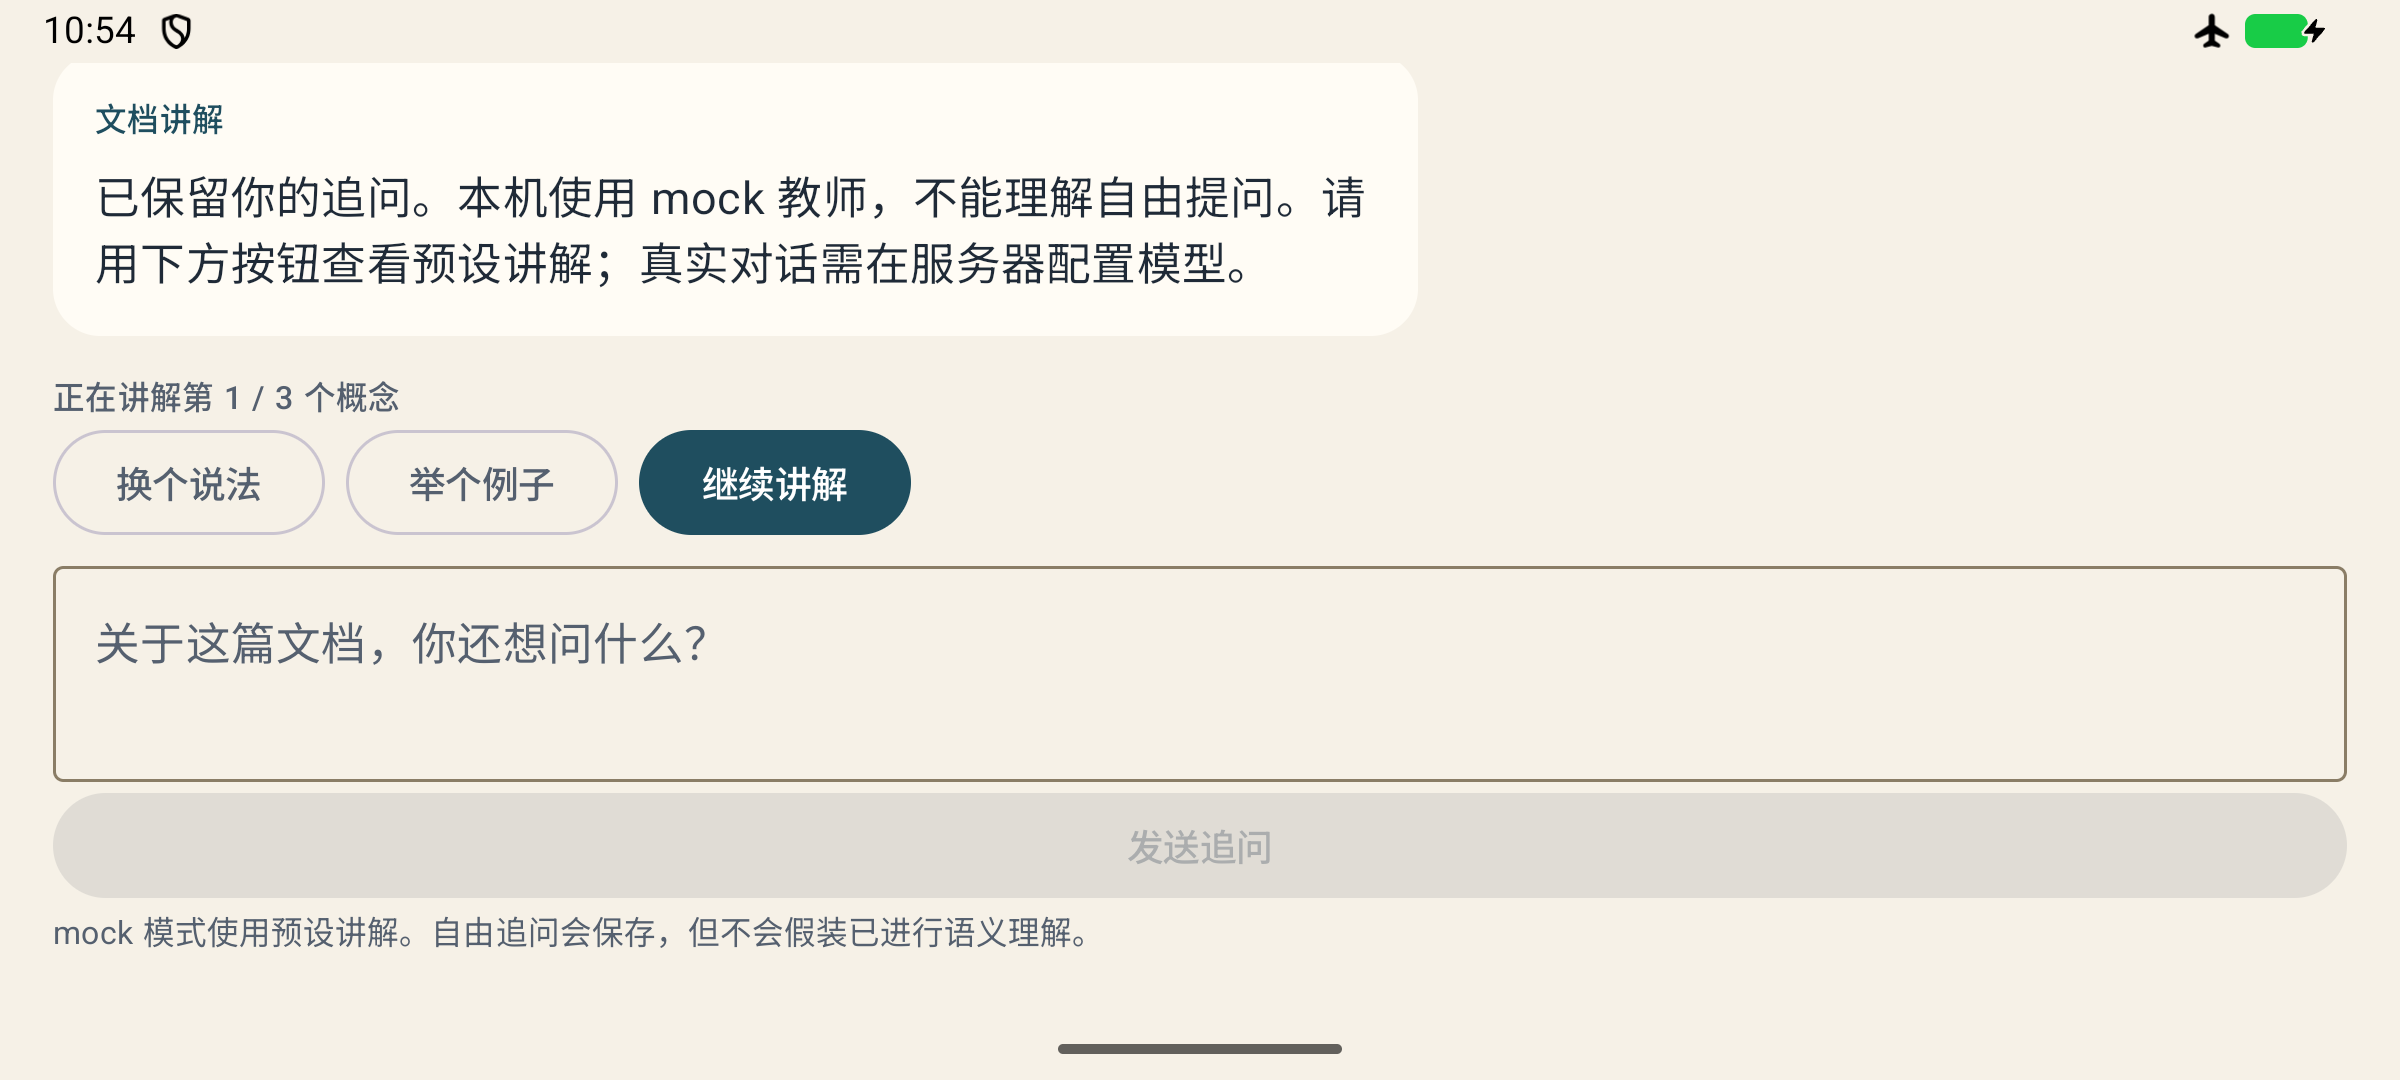 10:54
文档讲解
已保留你的追问。本机使用 mock 教师，不能理解自由提问。请
用下方按钮查看预设讲解；真实对话需在服务器配置模型。
正在讲解第 1 / 3 个概念
换个说法 举个例子 继续讲解
关于这篇文档，你还想问什么？
发送追问
mock 模式使用预设讲解。自由追问会保存，但不会假装已进行语义理解。